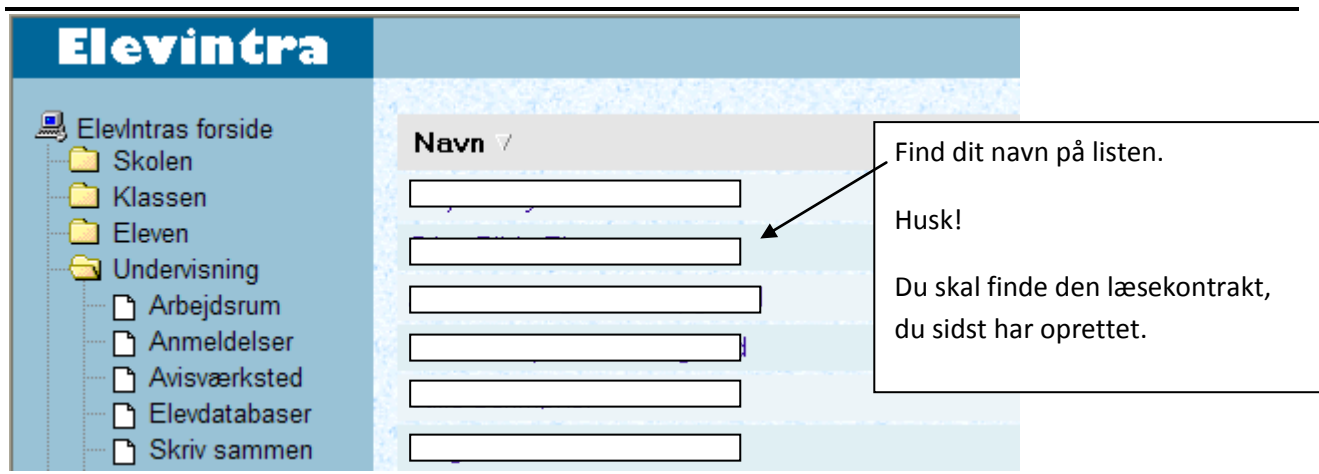 Elevintra
ElevIntras forside
Skolen
Klassen
Eleven
Undervisning
Arbejdsrum
Anmeldelser
Avisværksted
Elevdatabaser
Skriv sammen
Navn
Find dit navn på listen.
Husk!
Du skal finde den læsekontrakt,
du sidst har oprettet.